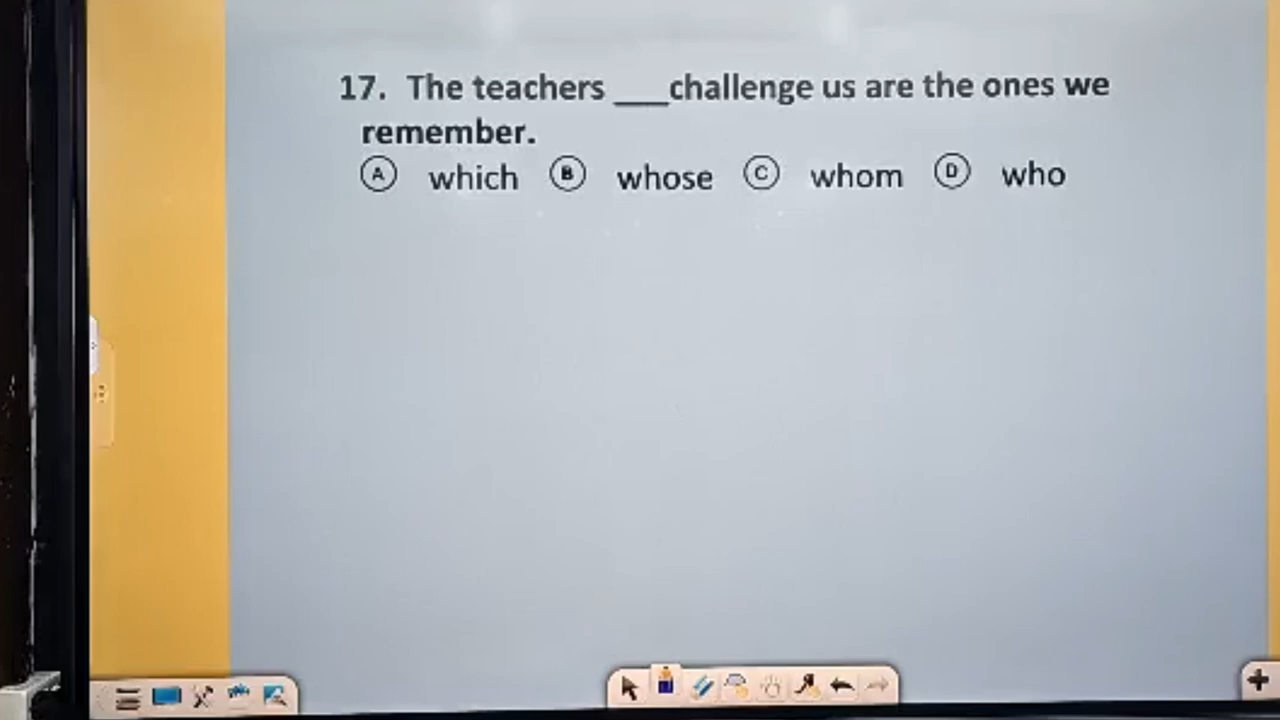 17. The teachers ___challenge us are the ones we
remember.
A which B whose C whom D who